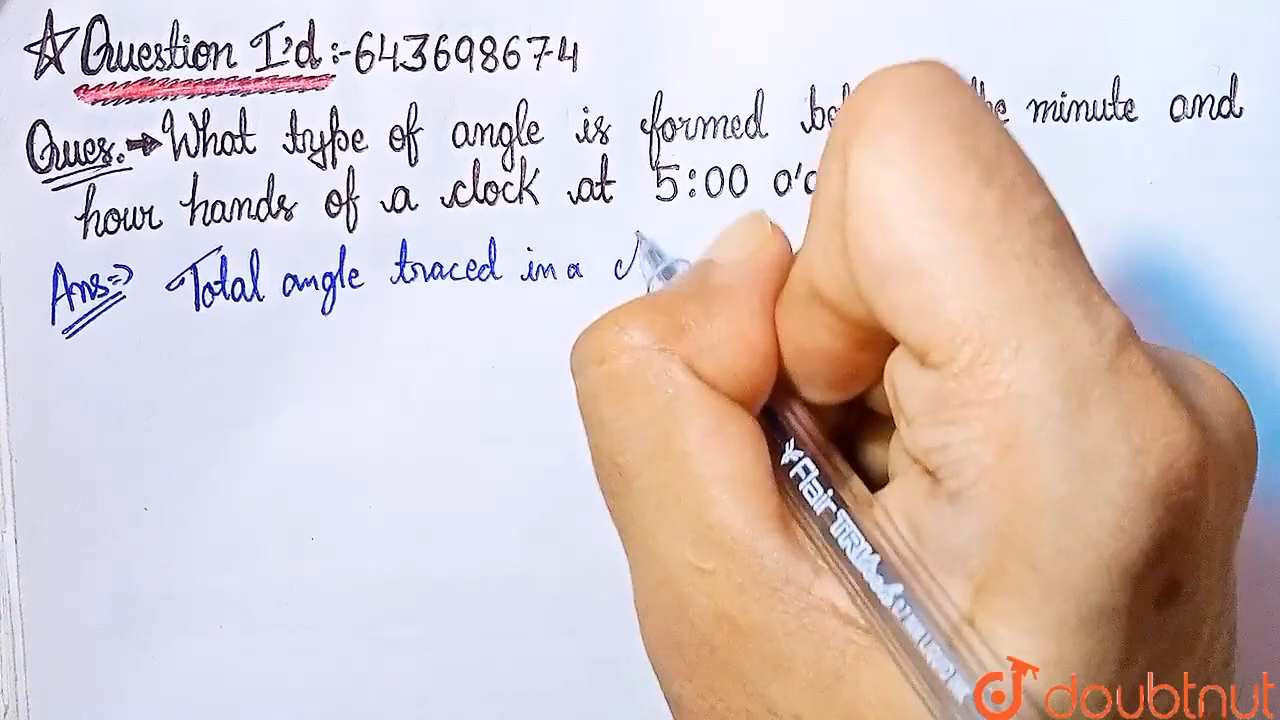 ☆ Question I'd :- 643698674
Ques. → What type of angle is formed the minute and
hour hands of a clock at 5:00
Ans ⇒ Total angle traced in a
Flair
doubtnut